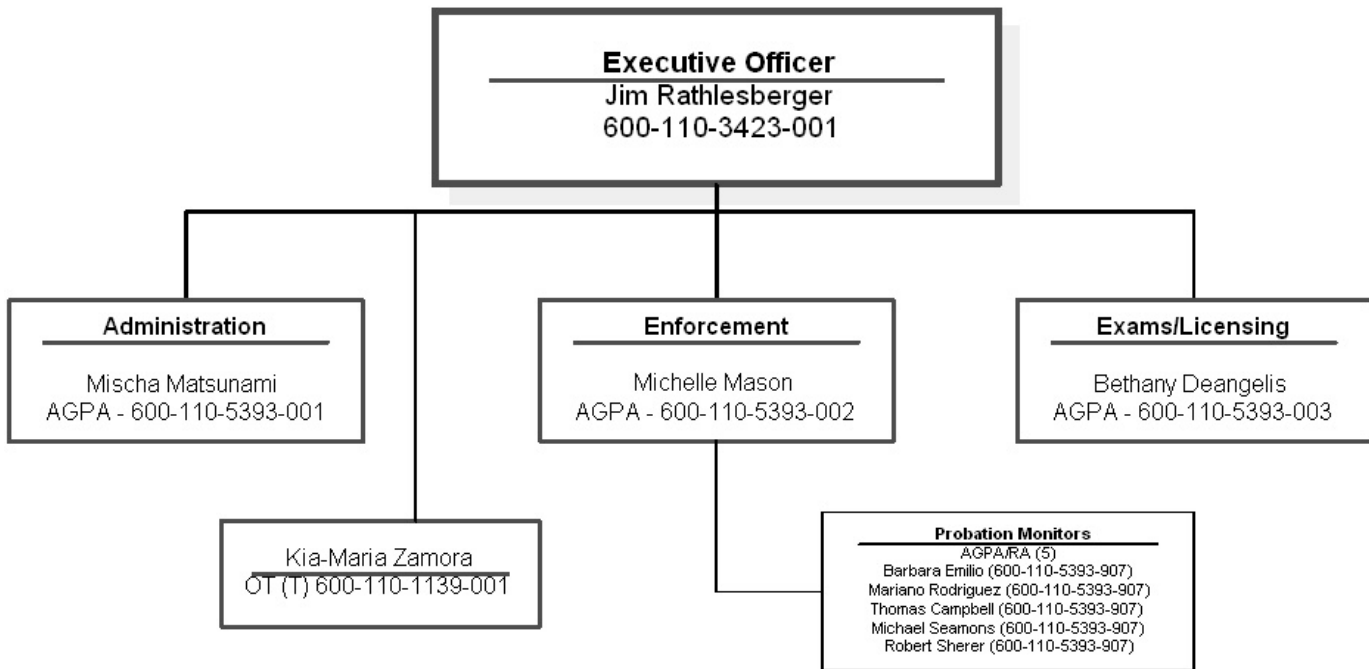 Executive Officer
Jim Rathlesberger
600-110-3423-001
Administration
Mischa Matsunami
AGPA - 600-110-5393-001
Enforcement
Michelle Mason
AGPA - 600-110-5393-002
Exams/Licensing
Bethany Deangelis
AGPA - 600-110-5393-003
Kia-Maria Zamora
OT (T) 600-110-1139-001
Probation Monitors
AGPA/RA (5)
Barbara Emilio (600-110-5393-907)
Mariano Rodriguez (600-110-5393-907)
Thomas Campbell (600-110-5393-907)
Michael Seamons (600-110-5393-907)
Robert Sherer (600-110-5393-907)